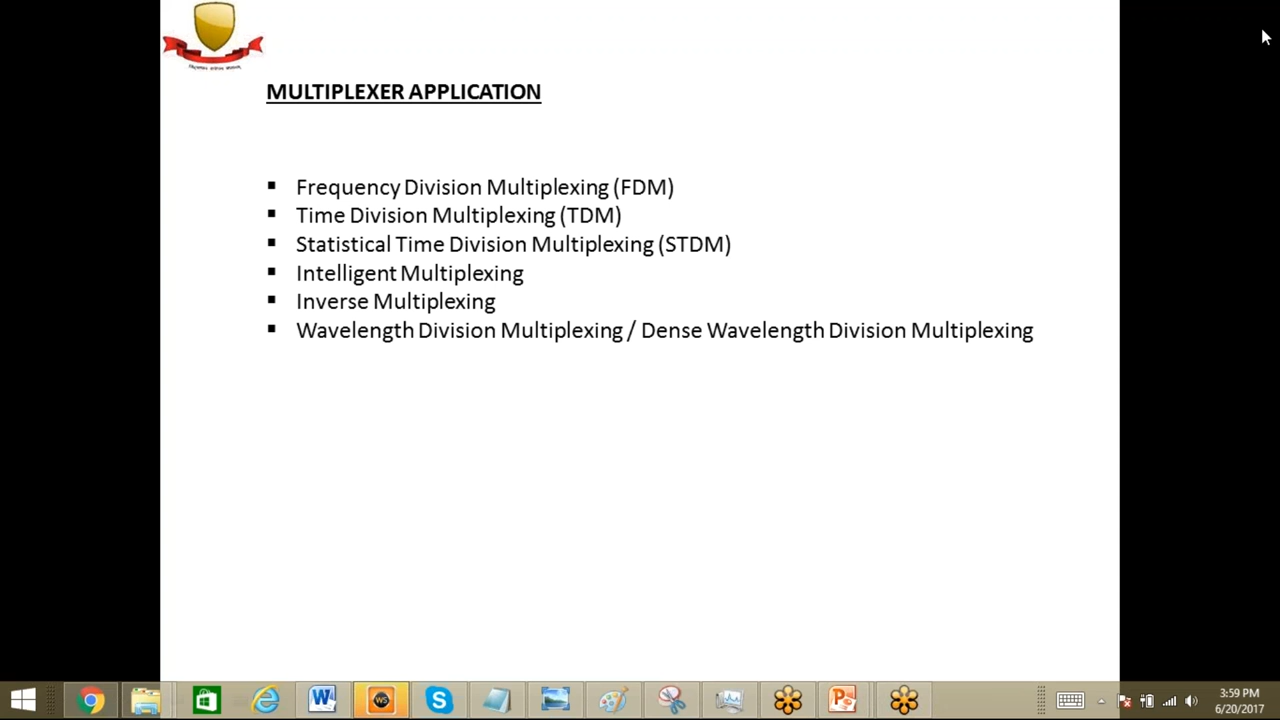 MULTIPLEXER APPLICATION
Frequency Division Multiplexing (FDM)
Time Division Multiplexing (TDM)
Statistical Time Division Multiplexing (STDM)
Intelligent Multiplexing
Inverse Multiplexing
Wavelength Division Multiplexing / Dense Wavelength Division Multiplexing
3:59 PM
6/20/2017